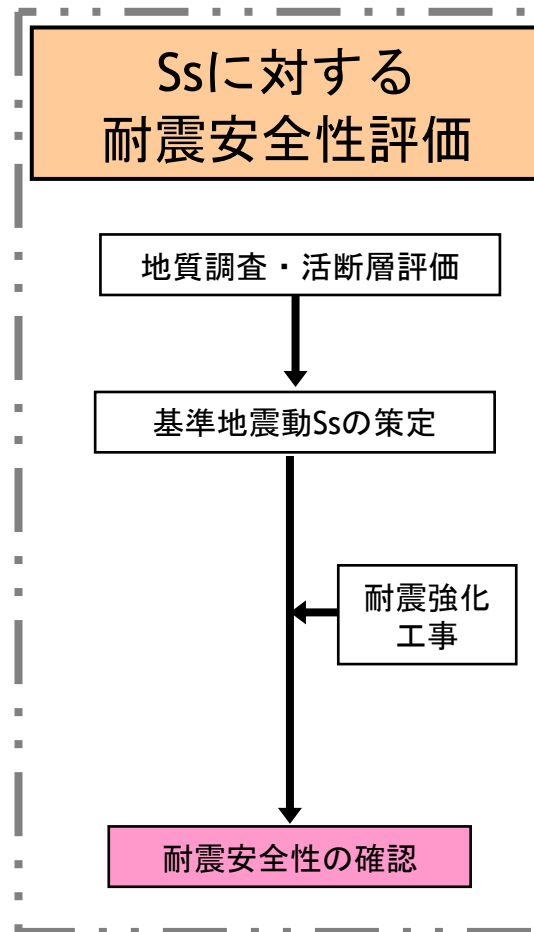 Ssに対する
耐震安全性評価
地質調査・活断層評価
基準地震動Ssの策定
耐震強化
工事
耐震安全性の確認